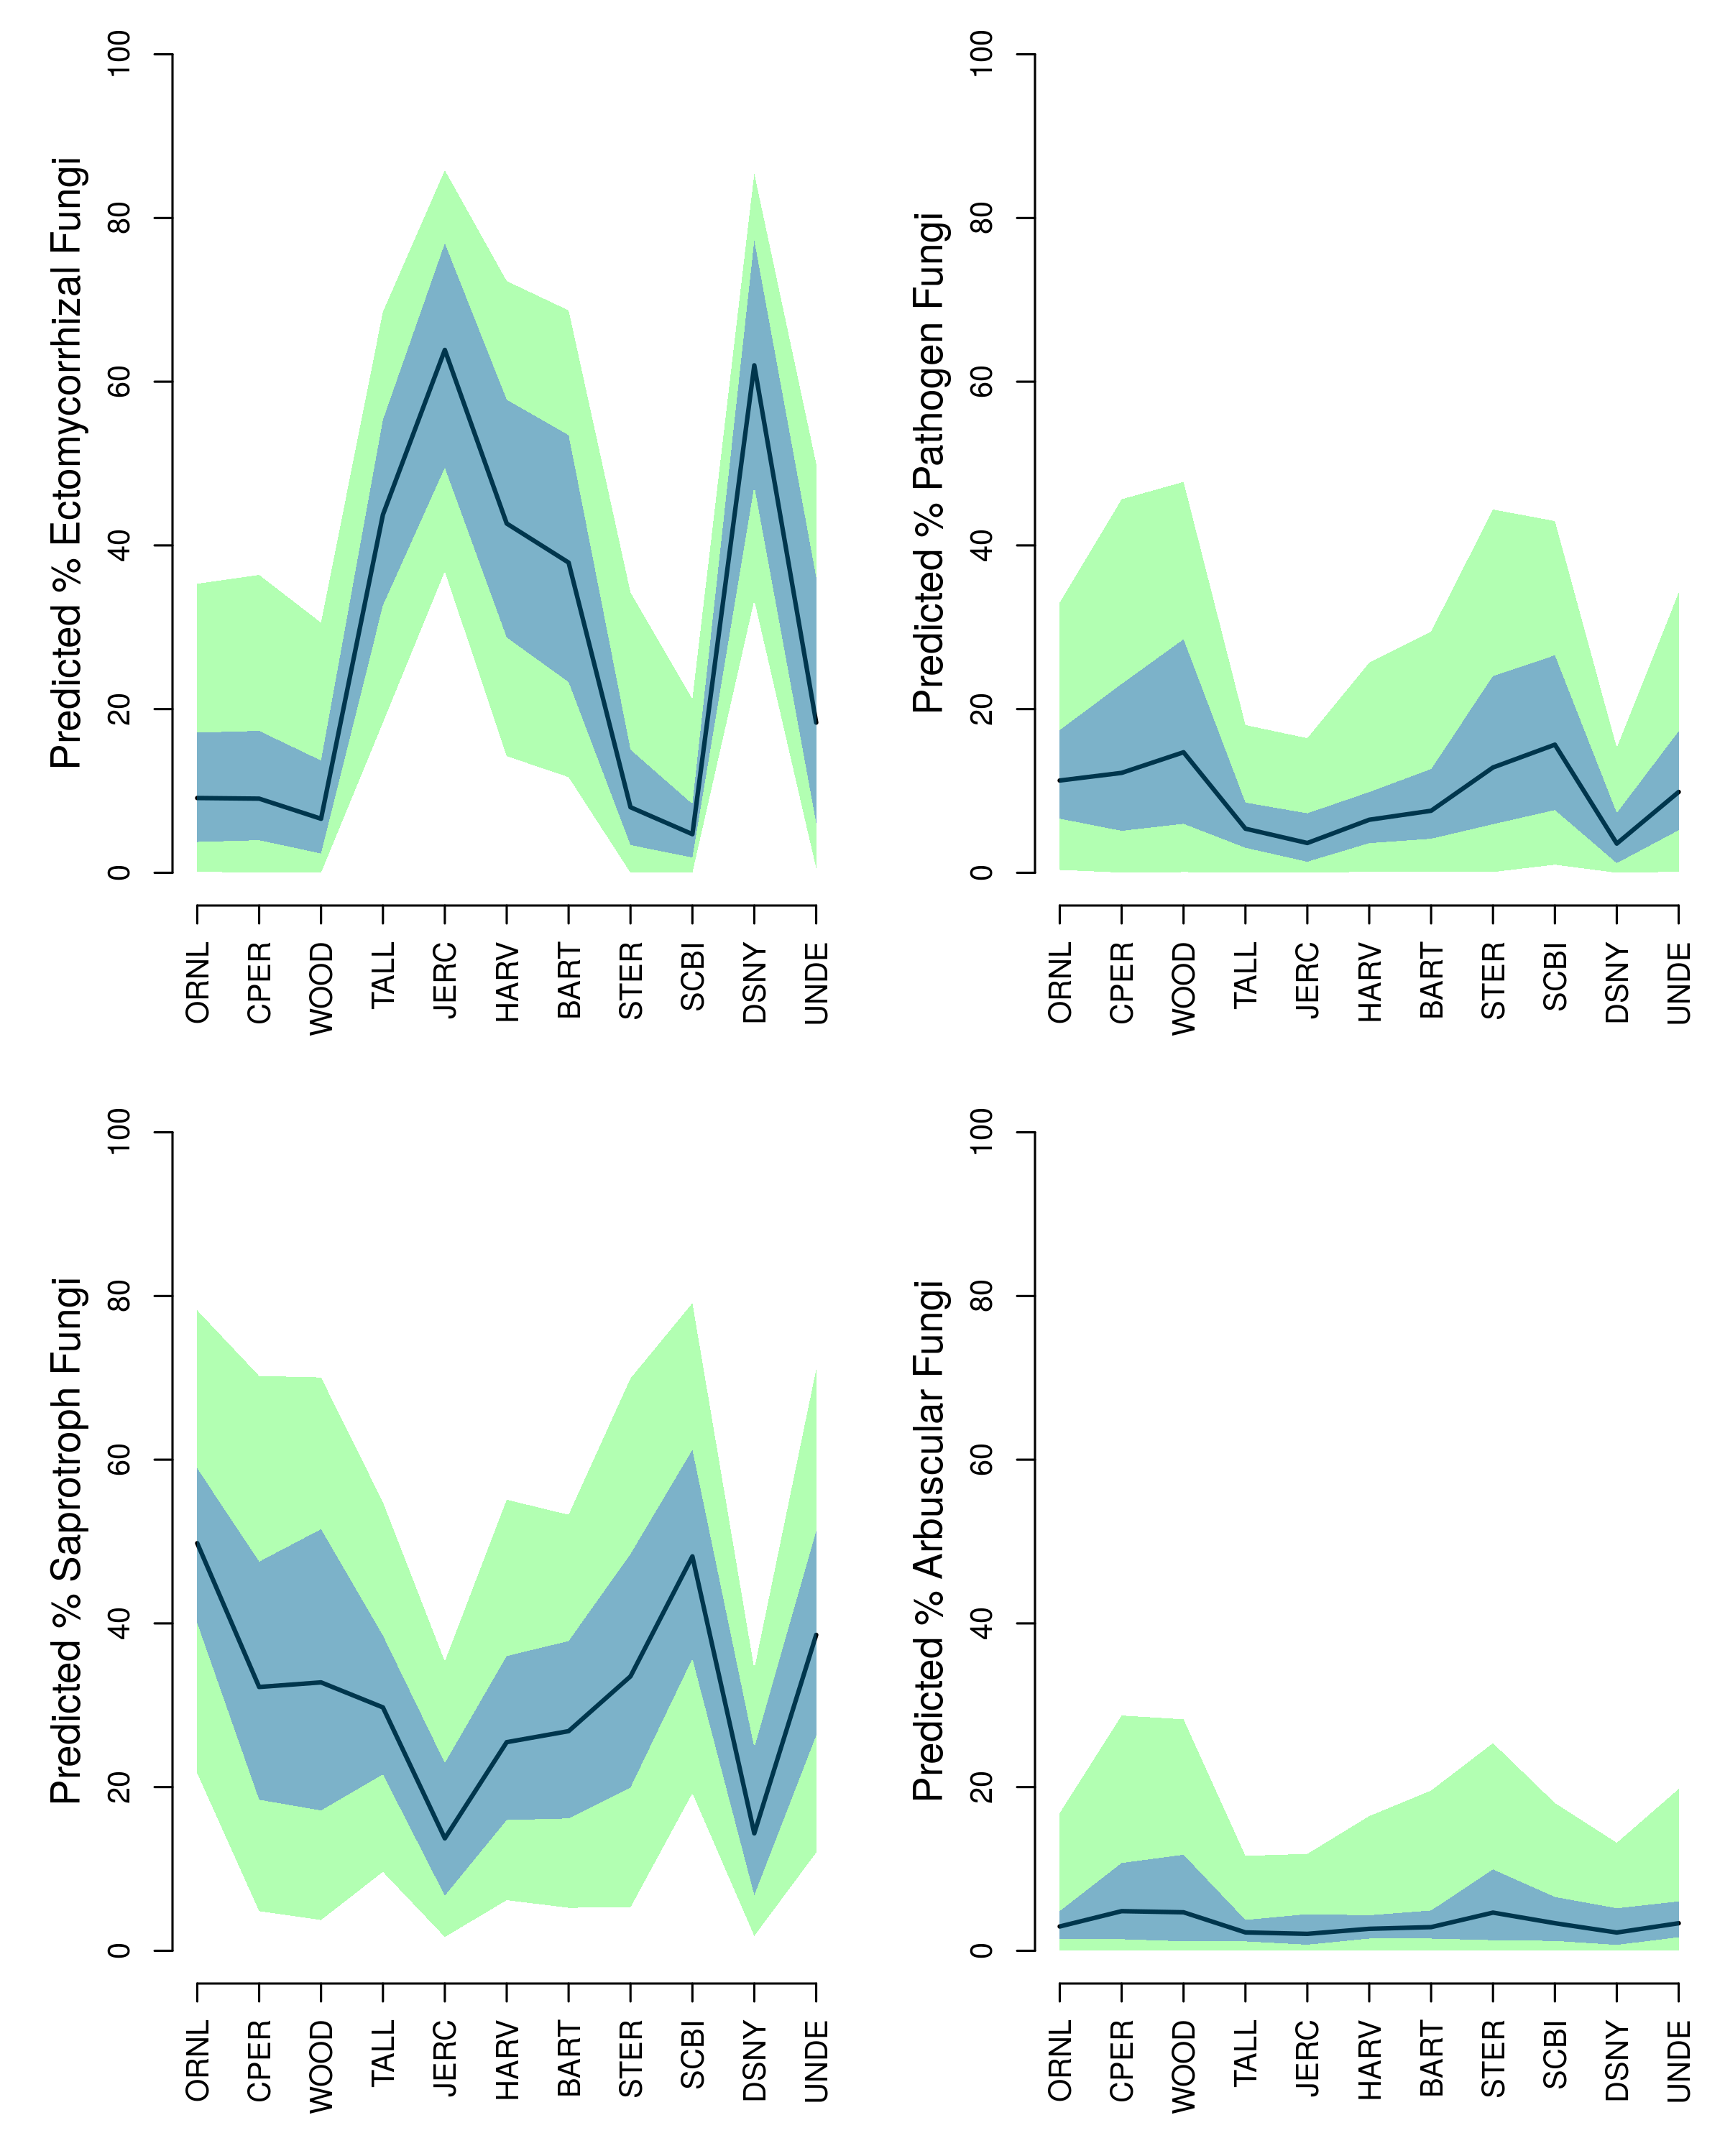 Predicted % Ectomycorrhizal Fungi
0 20 40 60 80 100
ORNL CPER WOOD TALL JERC HARV BART STER SCBI DSNY UNDE
Predicted % Pathogen Fungi
0 20 40 60 80 100
ORNL CPER WOOD TALL JERC HARV BART STER SCBI DSNY UNDE
Predicted % Saprotroph Fungi
0 20 40 60 80 100
ORNL CPER WOOD TALL JERC HARV BART STER SCBI DSNY UNDE
Predicted % Arbuscular Fungi
0 20 40 60 80 100
ORNL CPER WOOD TALL JERC HARV BART STER SCBI DSNY UNDE